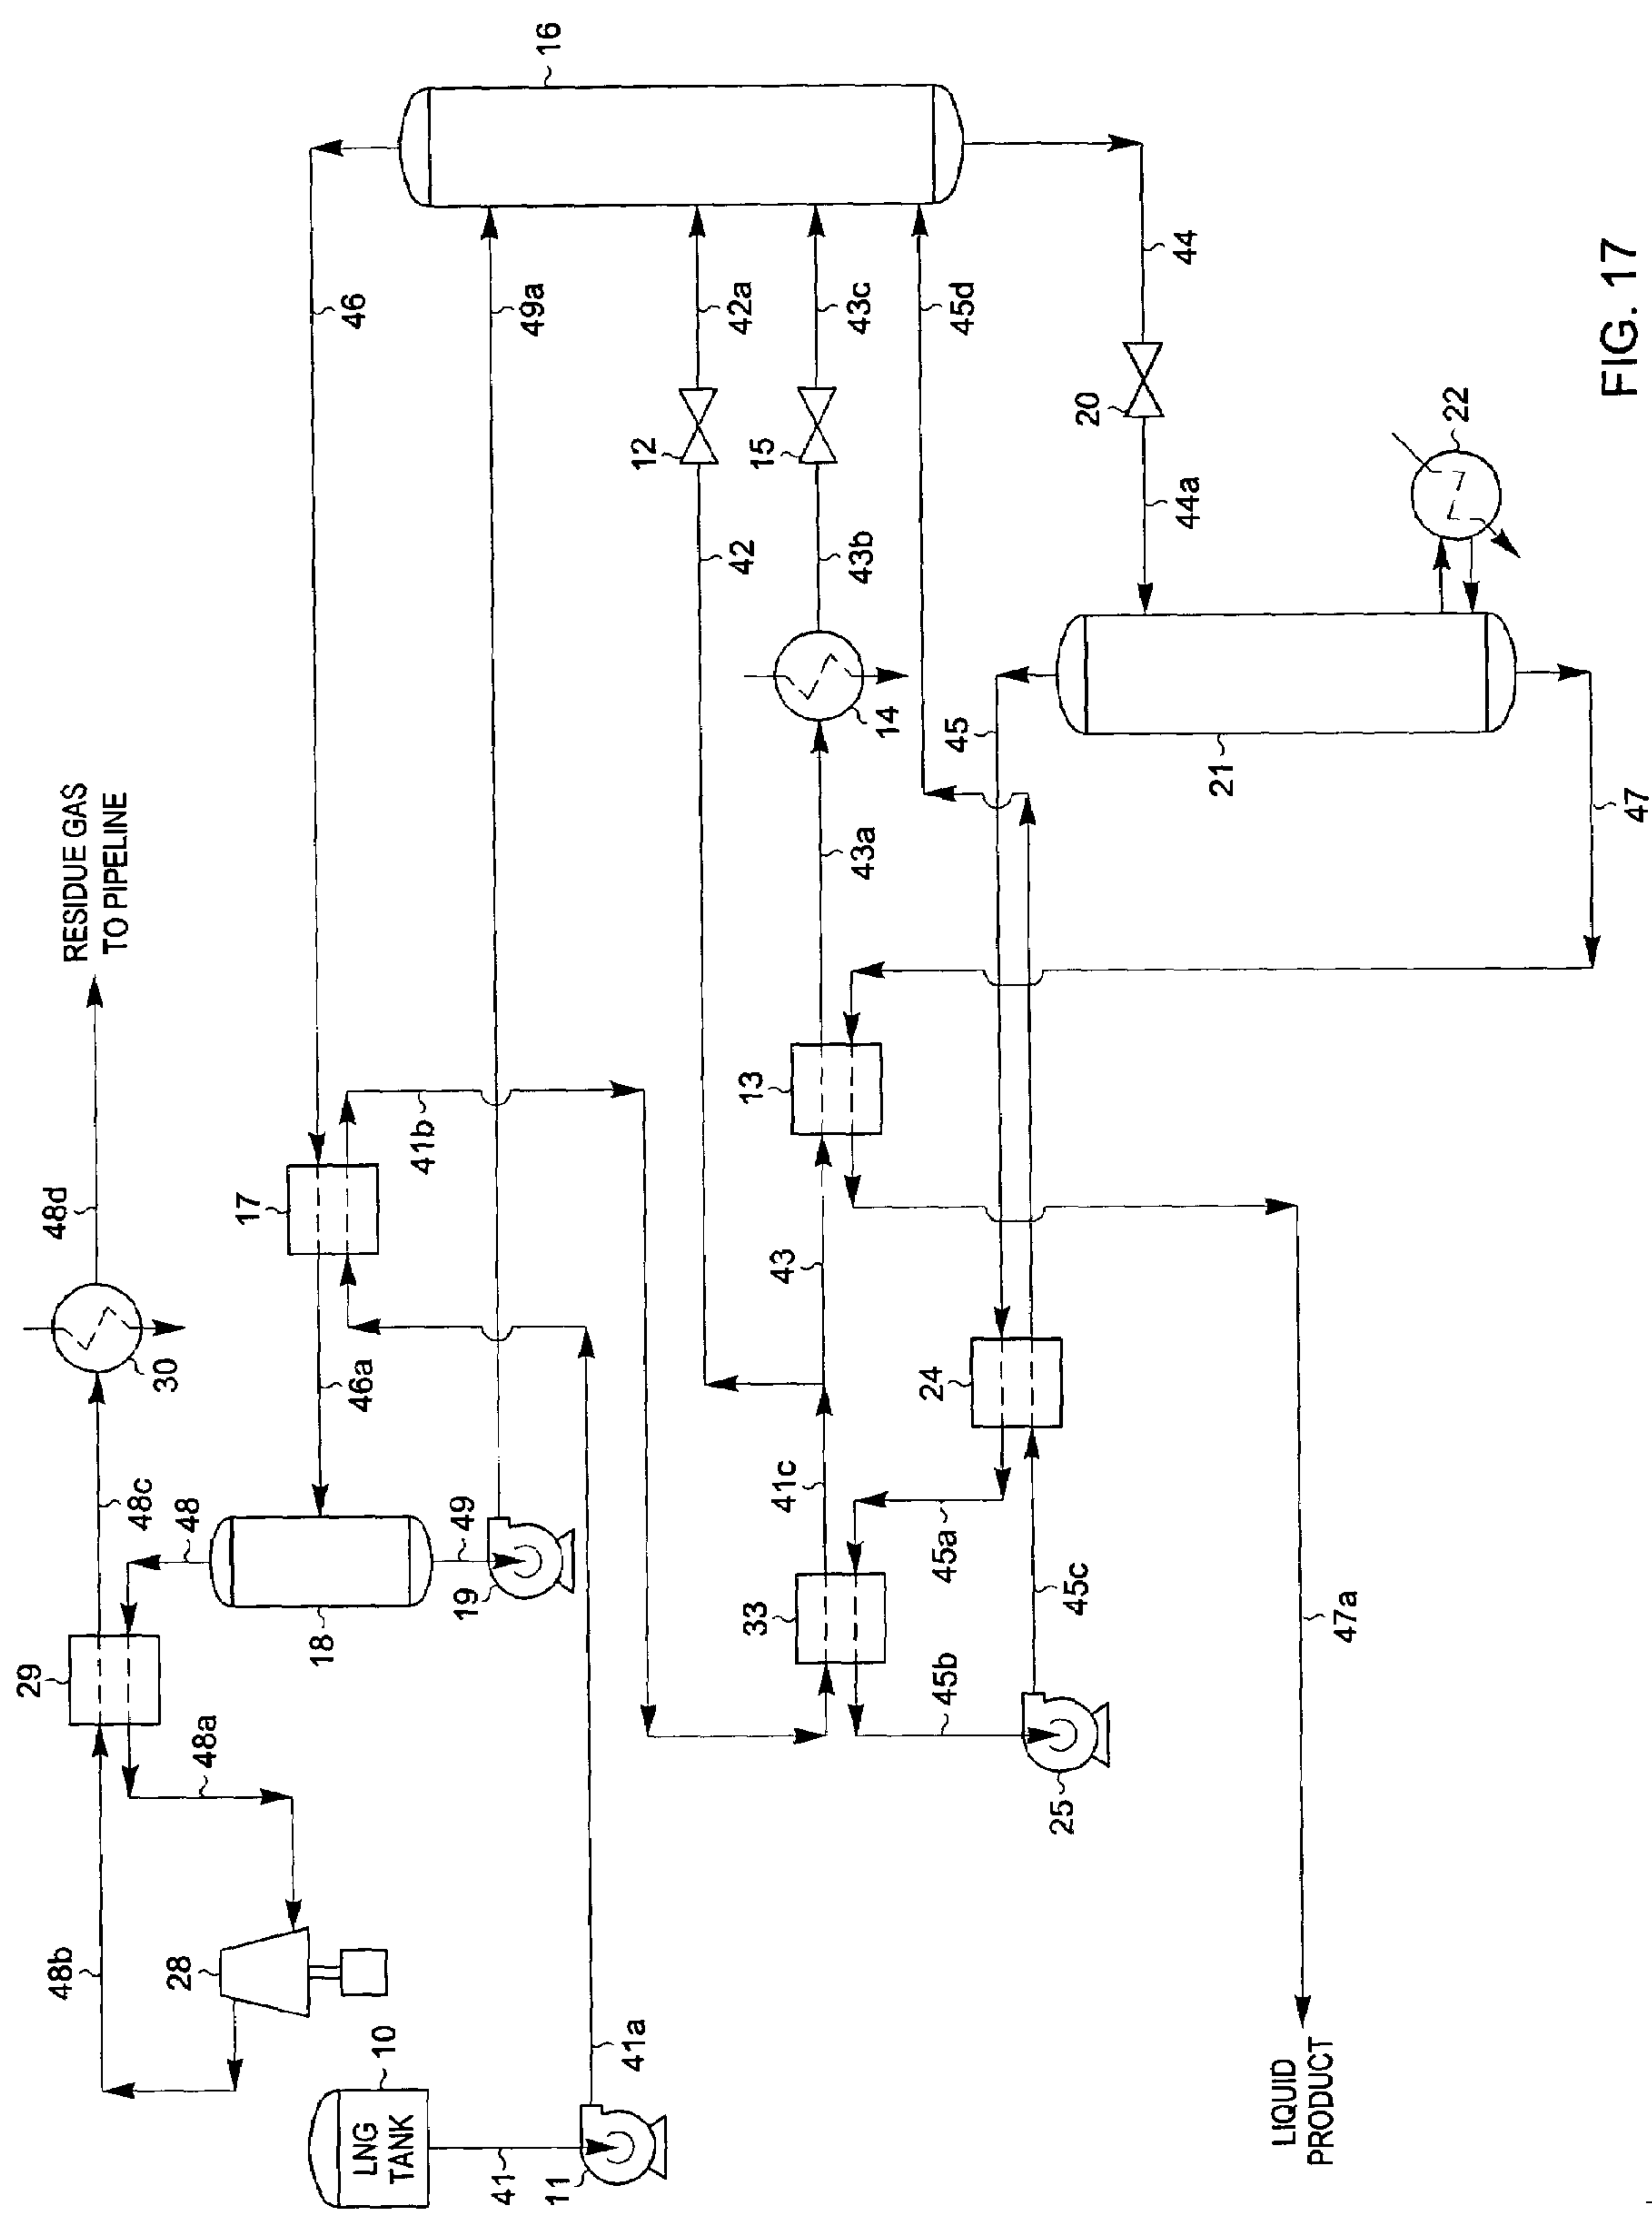 RESIDUE GAS
TO PIPELINE
48d
30
48c
29
48
48a
48b
28
18
49
19
10
LNG
TANK
41
11
41a
46
46a
17
41b
49a
16
42a
12
42
43c
15
43b
14
43a
13
43
41c
33
45d
45
45a
45b
24
45c
25
44
20
44a
21
22
47
47a
LIQUID
PRODUCT
FIG. 17